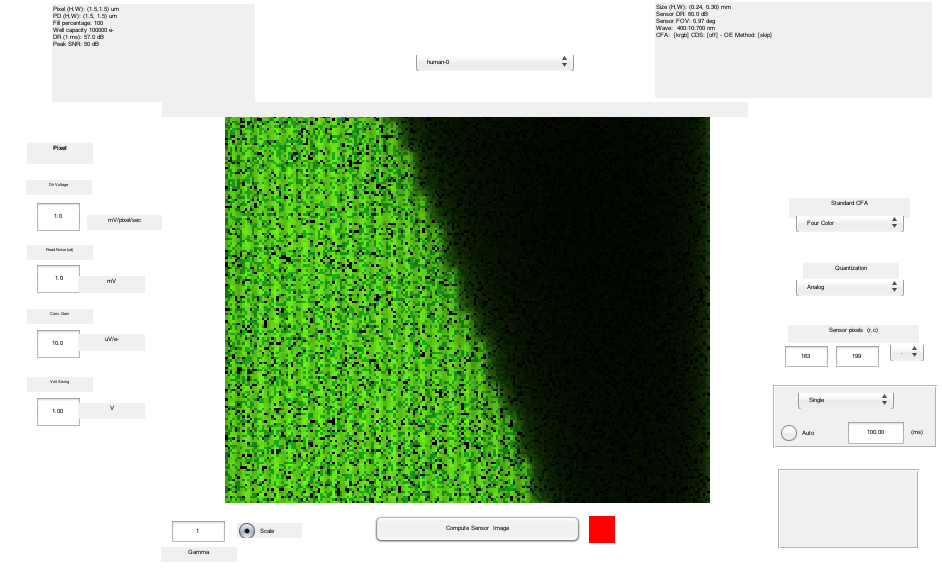 Pixel (H,W): (1.5,1.5) um
PD (H,W): (1.5, 1.5) um
Fill percentage: 100
Well capacity 100000 e-
DR (1 ms): 57.0 dB
Peak SNR: 50 dB
human-0
Size (H,W): (0.24, 0.30) mm
Sensor DR: 60.0 dB
Sensor FOV: 0.97 deg
Wave: 400:10:700 nm
CFA: [krgb] CDS: [off] - OE Method: [skip]
Pixel
Dk Voltage
1.0 mV/pixel/sec
Read Noise (sd)
1.0 mV
Conv. Gain
10.0 uV/e-
Volt Swing
1.00 V
Standard CFA
Four Color
Quantization
Analog
Sensor pixels (r,c)
163 199 -
Single
Auto 100.00 (ms)
1 Scale
Gamma
Compute Sensor Image